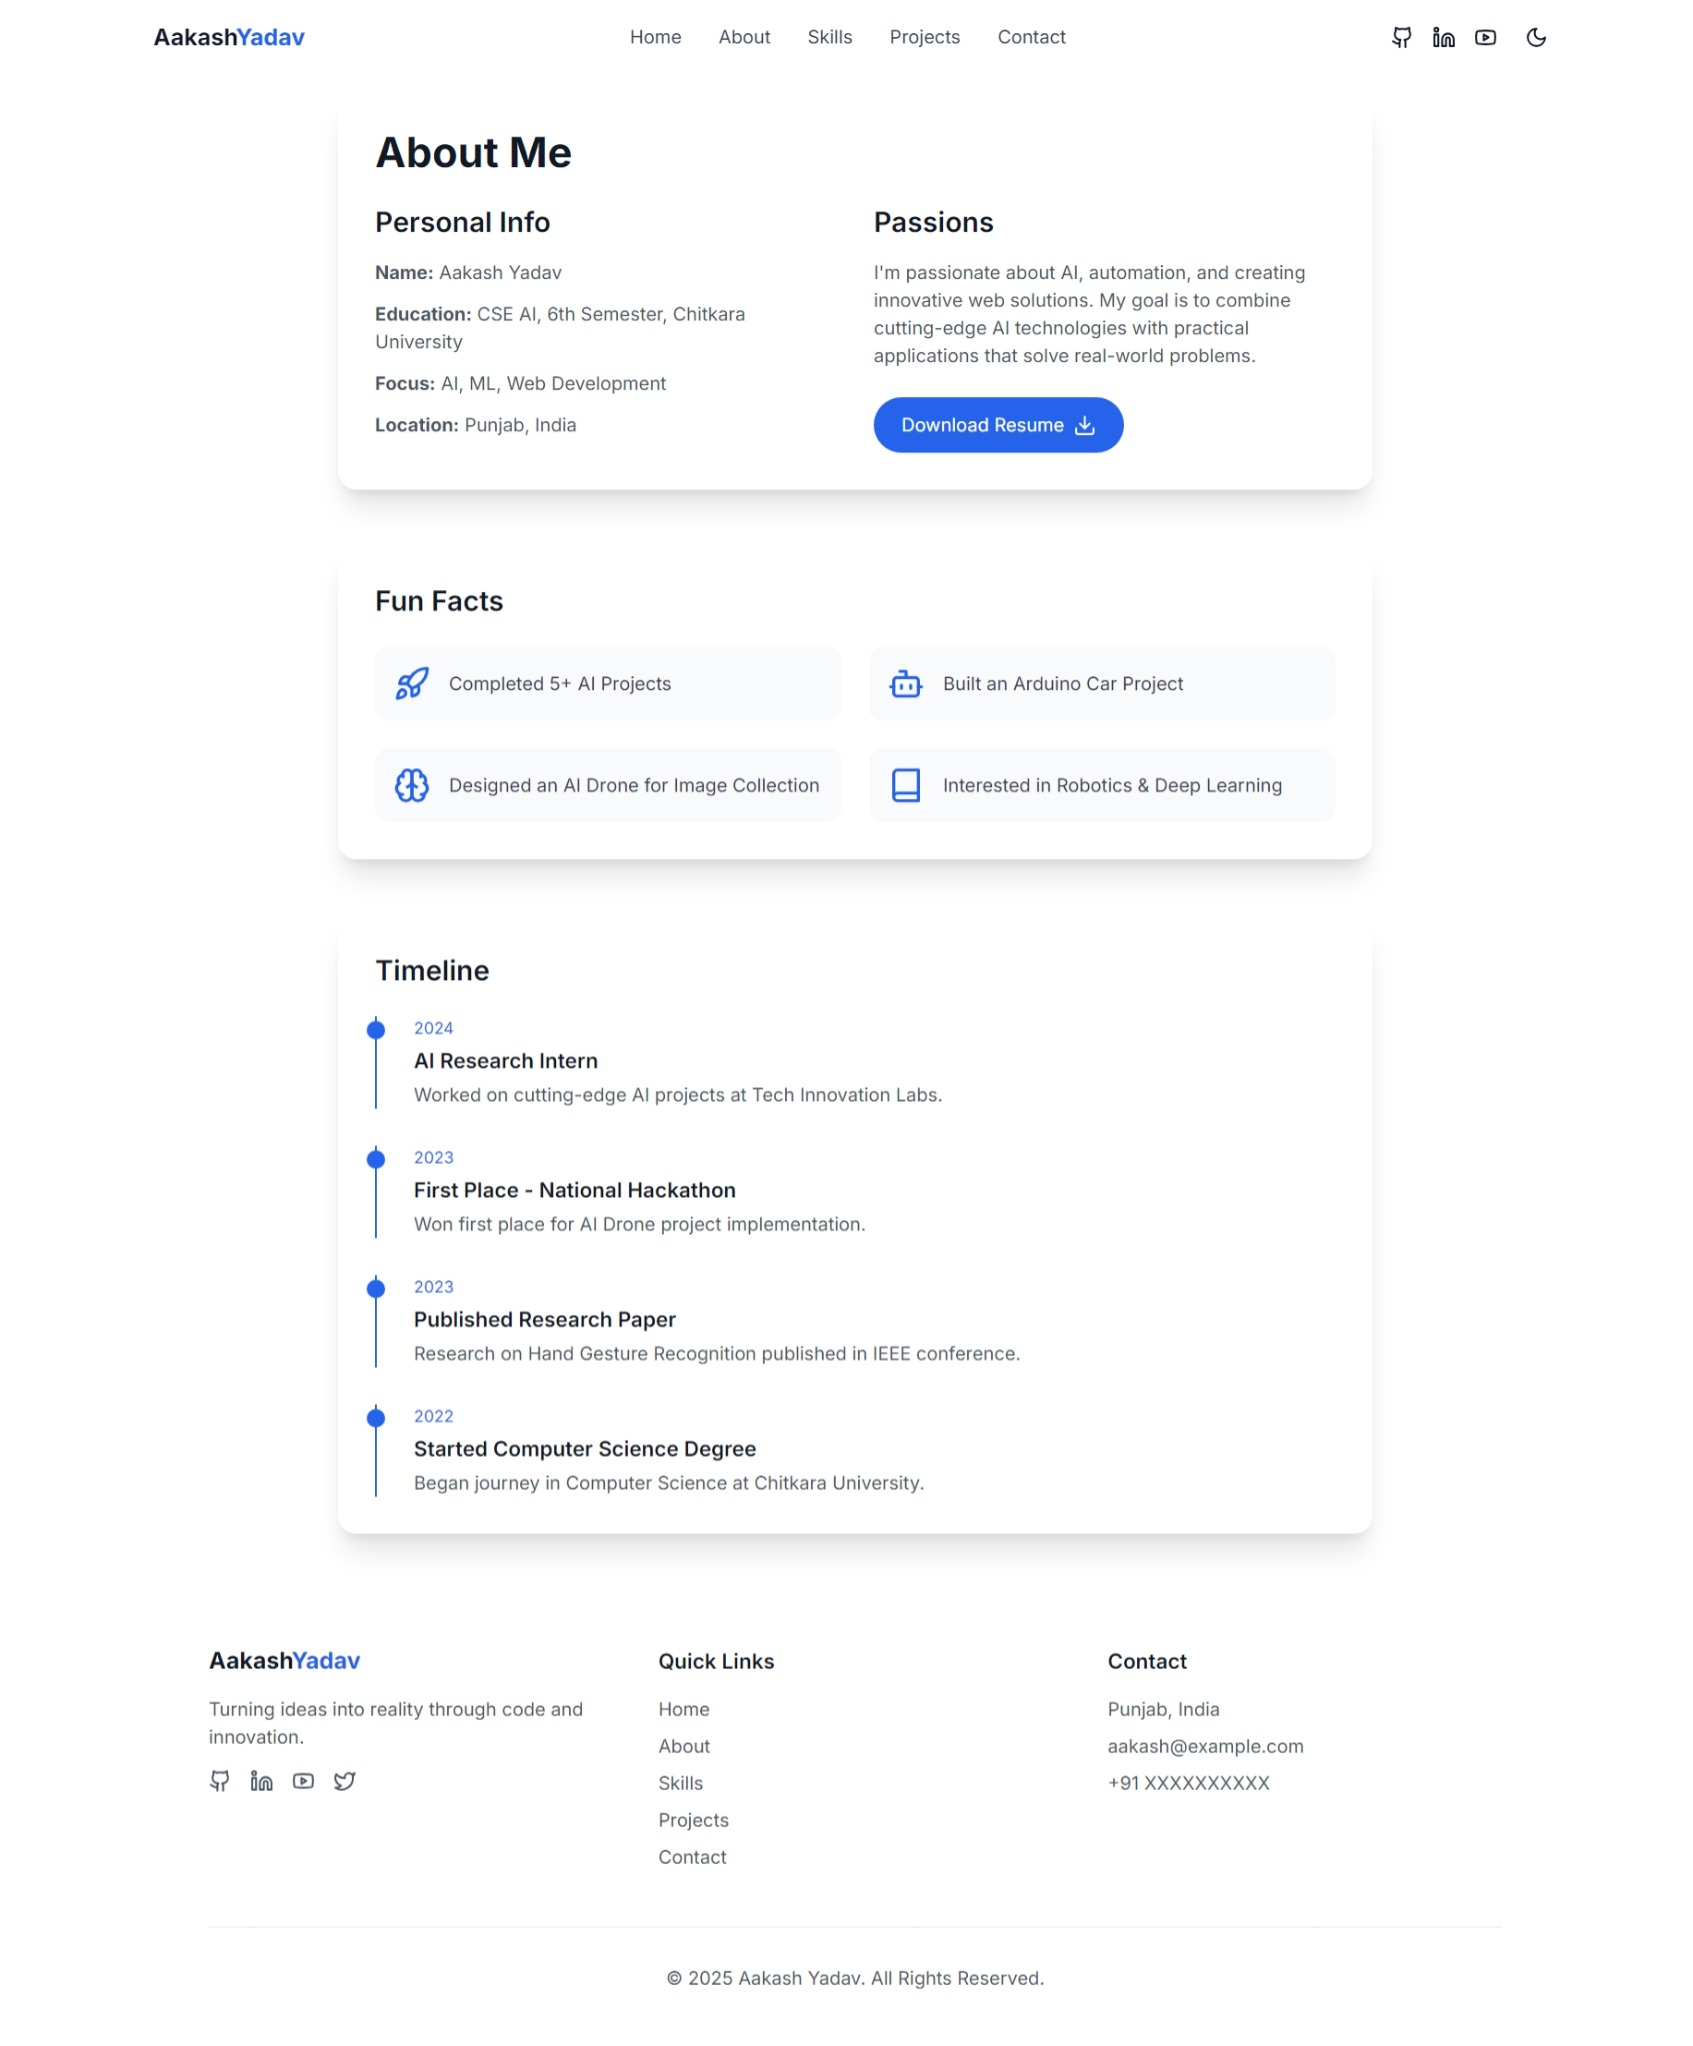 AakashYadav
Home About Skills Projects Contact
About Me
Personal Info
Name: Aakash Yadav
Education: CSE AI, 6th Semester, Chitkara
University
Focus: AI, ML, Web Development
Location: Punjab, India
Passions
I'm passionate about AI, automation, and creating
innovative web solutions. My goal is to combine
cutting-edge AI technologies with practical
applications that solve real-world problems.
Download Resume
Fun Facts
Completed 5+ AI Projects
Built an Arduino Car Project
Designed an AI Drone for Image Collection
Interested in Robotics & Deep Learning
Timeline
2024
AI Research Intern
Worked on cutting-edge AI projects at Tech Innovation Labs.
2023
First Place - National Hackathon
Won first place for AI Drone project implementation.
2023
Published Research Paper
Research on Hand Gesture Recognition published in IEEE conference.
2022
Started Computer Science Degree
Began journey in Computer Science at Chitkara University.
AakashYadav
Turning ideas into reality through code and
innovation.
Quick Links
Home
About
Skills
Projects
Contact
Contact
Punjab, India
aakash@example.com
+91 XXXXXXXXXX
© 2025 Aakash Yadav. All Rights Reserved.